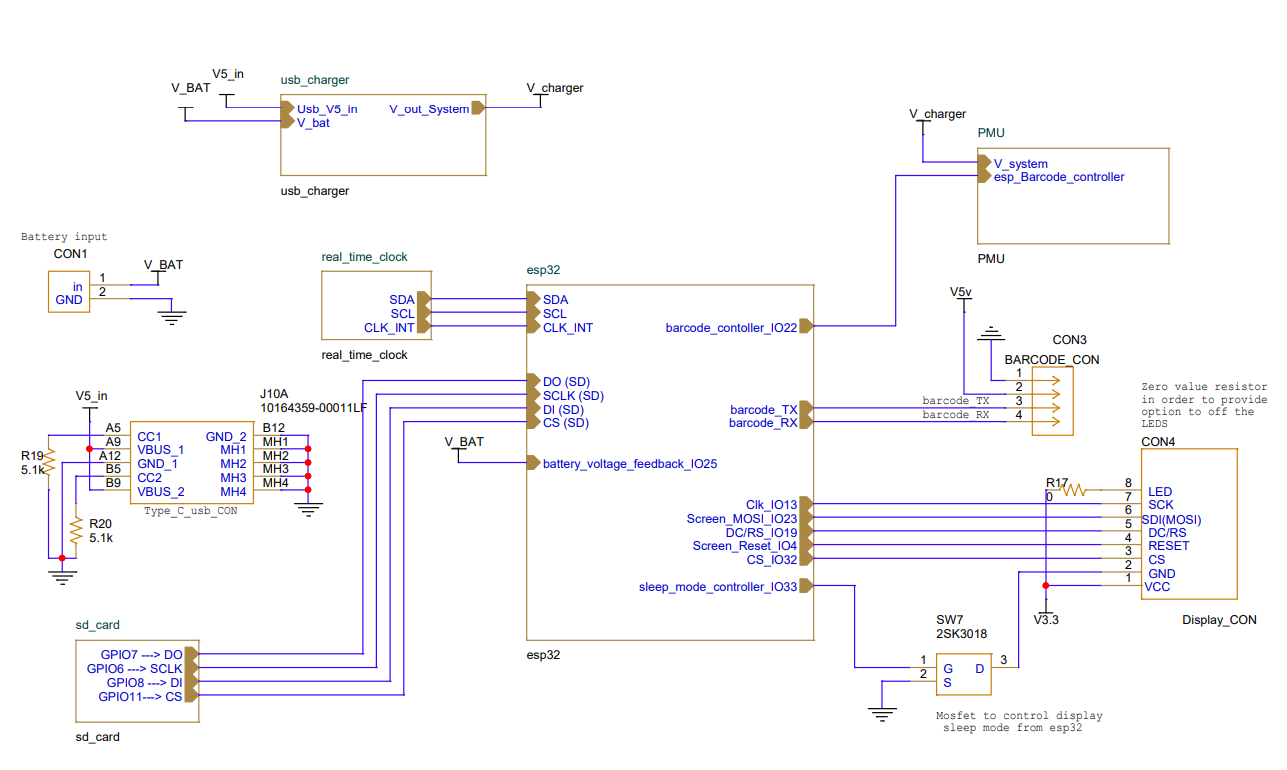 usb_charger
V_BAT
V5_in
Usb_V5_in
V_bat
V_out_System
V_charger
usb_charger
V_charger
PMU
V_system
esp_Barcode_controller
PMU
Battery input
CON1
in
GND
1
2
V_BAT
real_time_clock
SDA
SCL
CLK_INT
real_time_clock
esp32
SDA
SCL
CLK_INT
DO (SD)
SCLK (SD)
DI (SD)
CS (SD)
V_BAT
battery_voltage_feedback_IO25
barcode_contoller_IO22
barcode_TX
barcode_RX
Clk_IO13
Screen_MOSI_IO23
DC/RS_IO19
Screen_Reset_IO4
CS_IO32
sleep_mode_controller_IO33
esp32
V5v
CON3
BARCODE_CON
1
2
3
4
barcode_TX
barcode_RX
V5_in
J10A
10164359-00011LF
A5
A9
A12
B5
B9
CC1
VBUS_1
GND_1
CC2
VBUS_2
GND_2
MH1
MH2
MH3
MH4
B12
MH1
MH2
MH3
MH4
Type_C_usb_CON
R19
5.1k
R20
5.1k
Zero value resistor
in order to provide
option to off the
LEDS
CON4
R17
0
8
7
6
5
4
3
2
1
LED
SCK
SDI(MOSI)
DC/RS
RESET
CS
GND
VCC
V3.3
Display_CON
sd_card
GPIO7 ---> DO
GPIO6 ---> SCLK
GPIO8 ---> DI
GPIO11---> CS
sd_card
SW7
2SK3018
1
2
G
S
D
3
Mosfet to control display
sleep mode from esp32